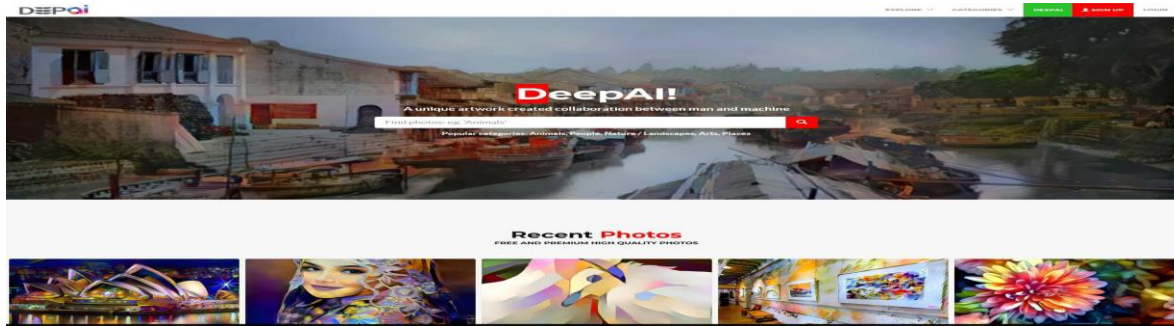 DEEPAi
EXPLORE CATEGORIES DEEPAI SIGN UP LOGIN
DeepAI!
A unique artwork created collaboration between man and machine
Find photos: eg. 'Animals'
Popular categories: Animals, People, Nature / Landscapes, Arts, Places
Recent Photos
FREE AND PREMIUM HIGH QUALITY PHOTOS